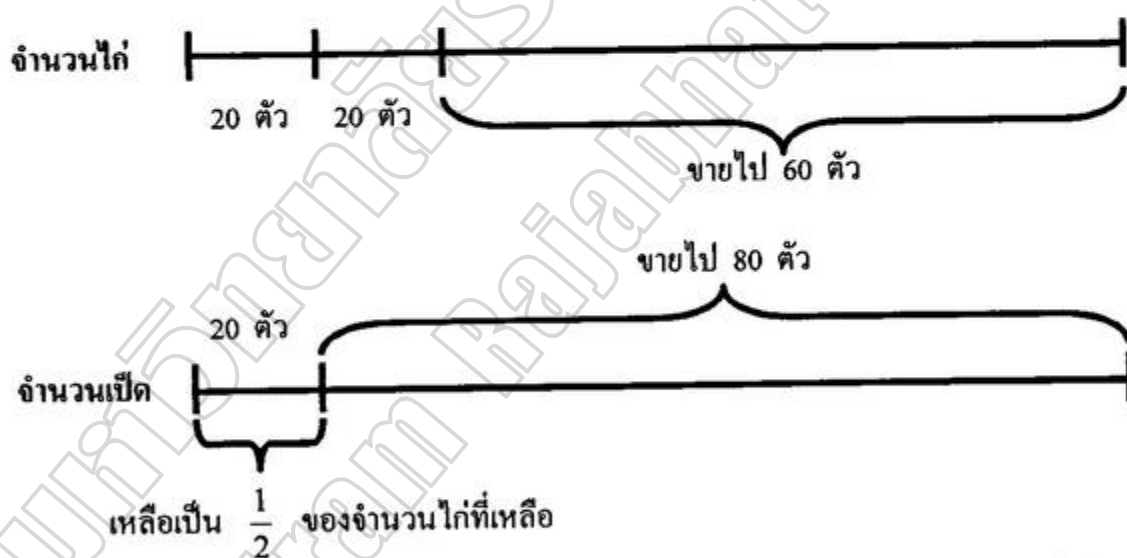 จำนวนไก่
20 ตัว 20 ตัว
ขายไป 60 ตัว
ขายไป 80 ตัว
20 ตัว
จำนวนเป็ด
เหลือเป็น 1/2 ของจำนวนไก่ที่เหลือ